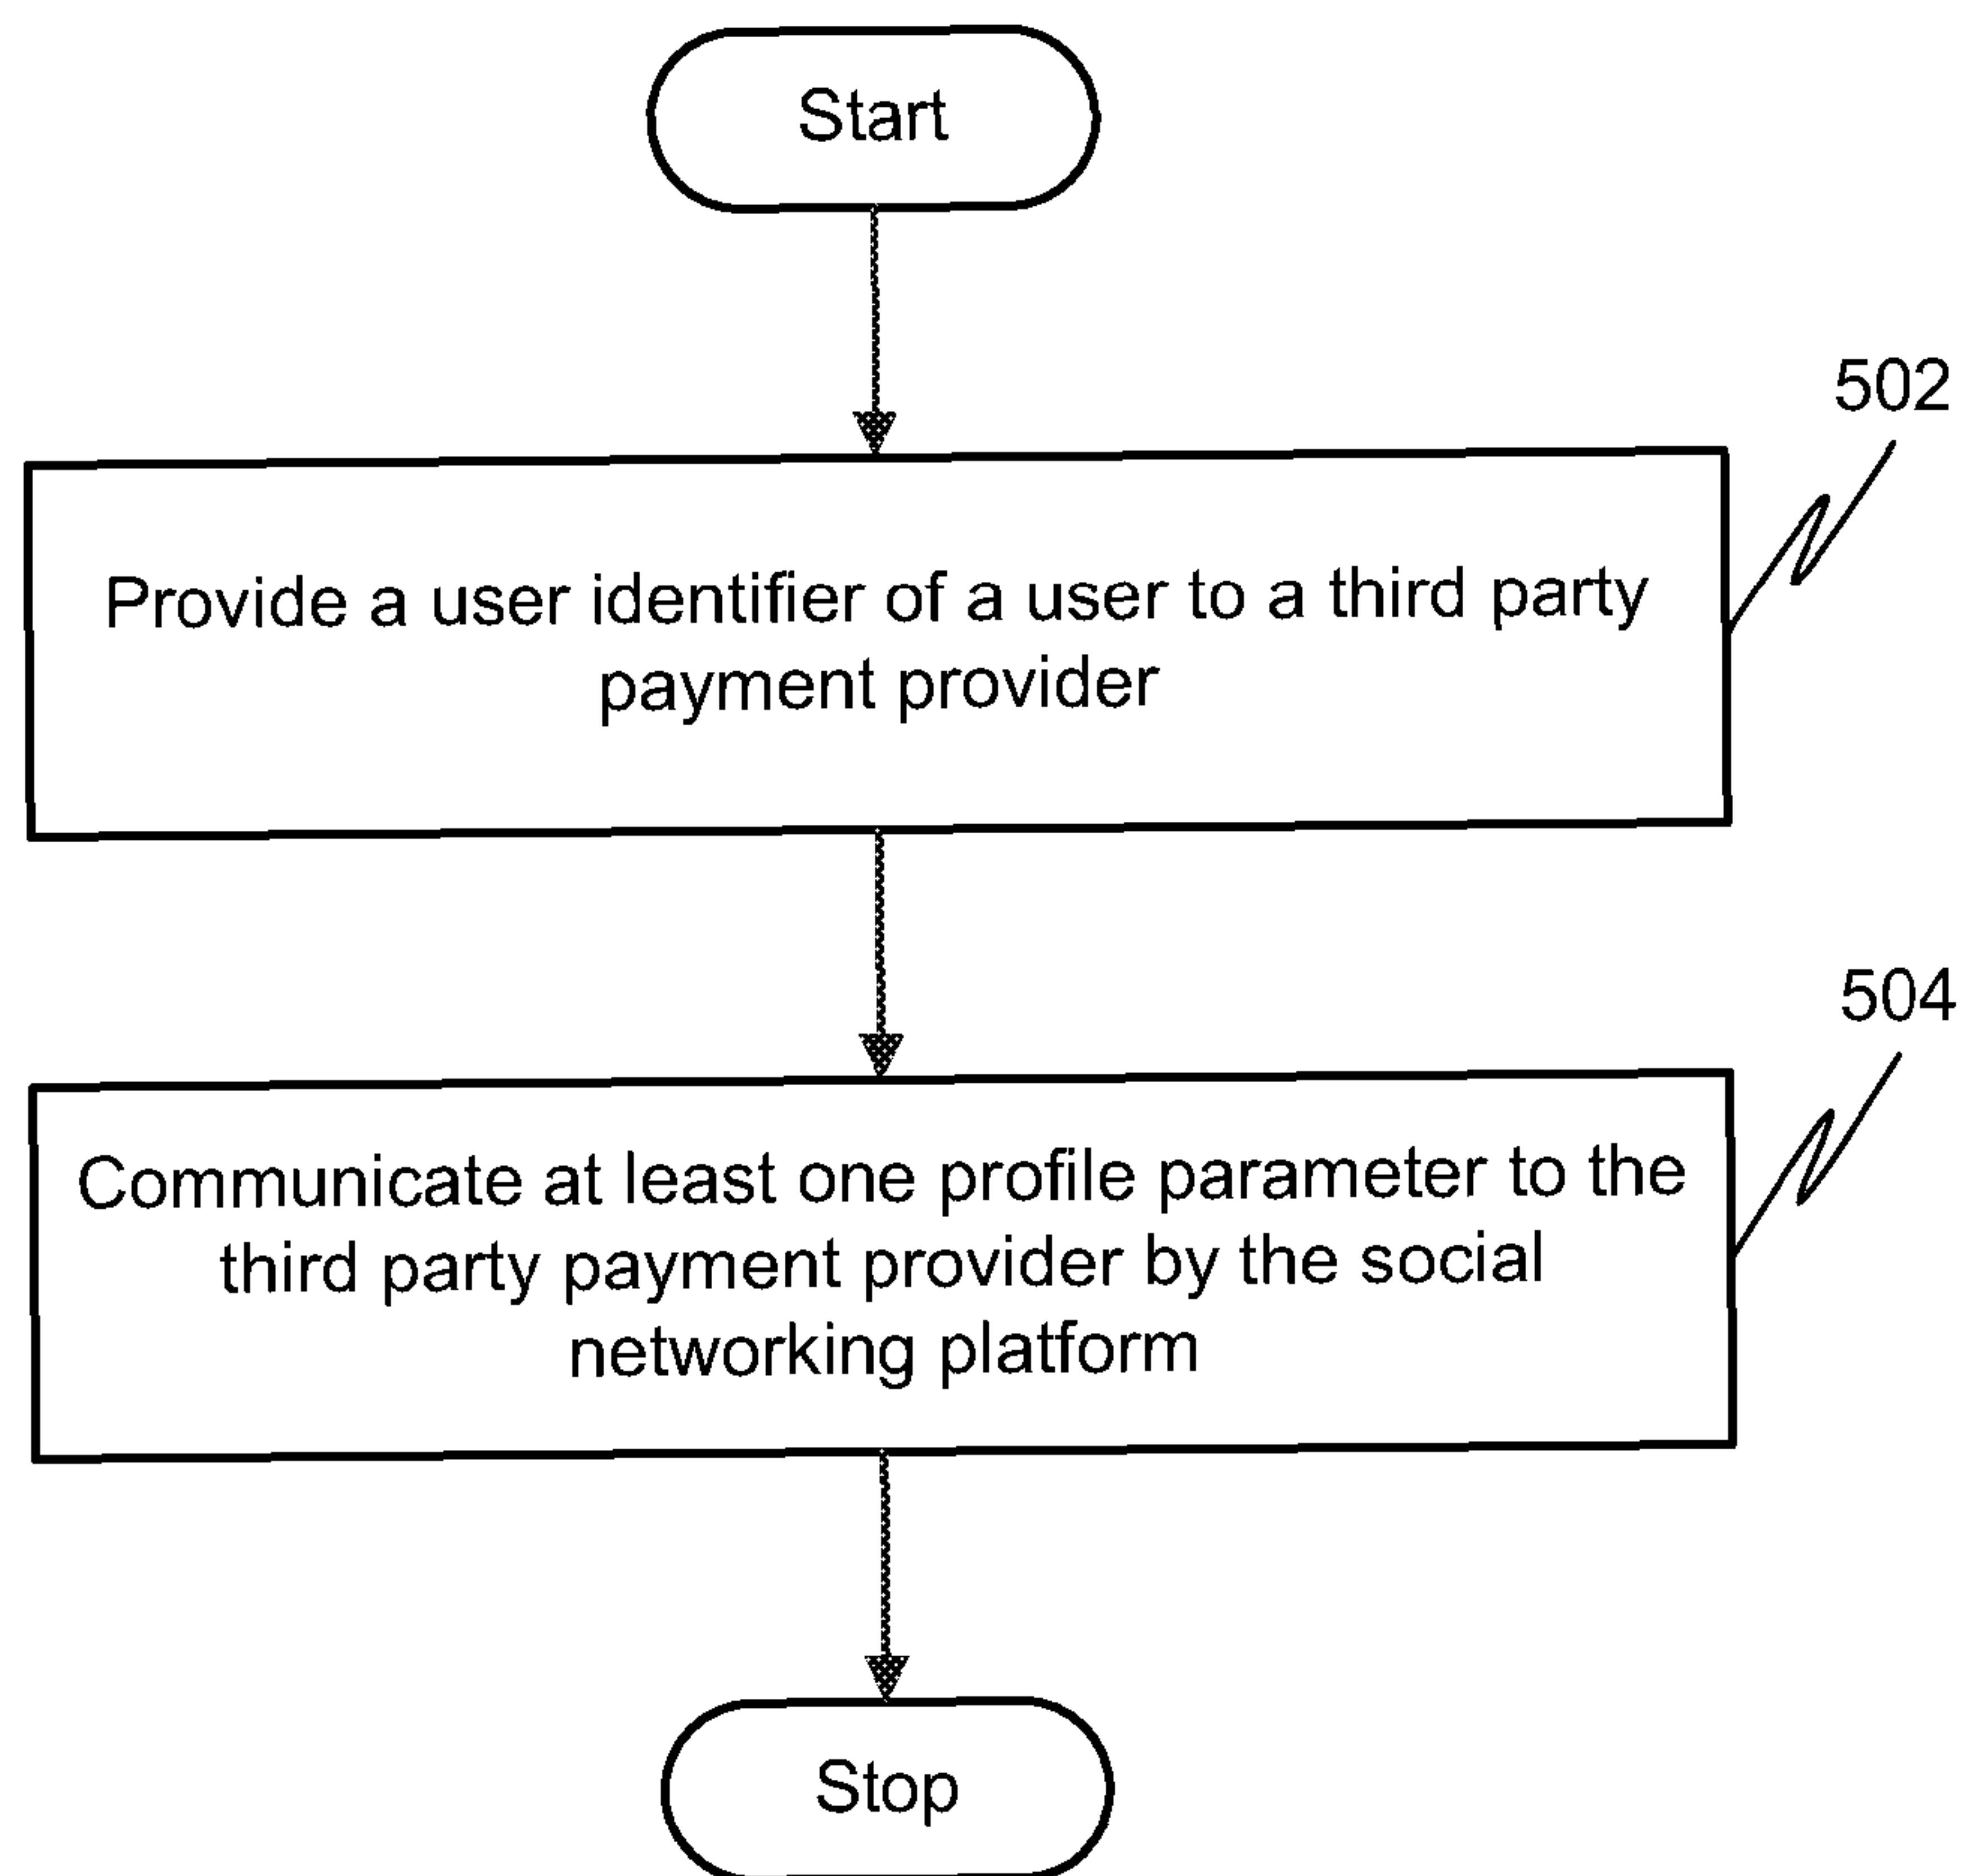 Start
502
Provide a user identifier of a user to a third party
payment provider
504
Communicate at least one profile parameter to the
third party payment provider by the social
networking platform
Stop